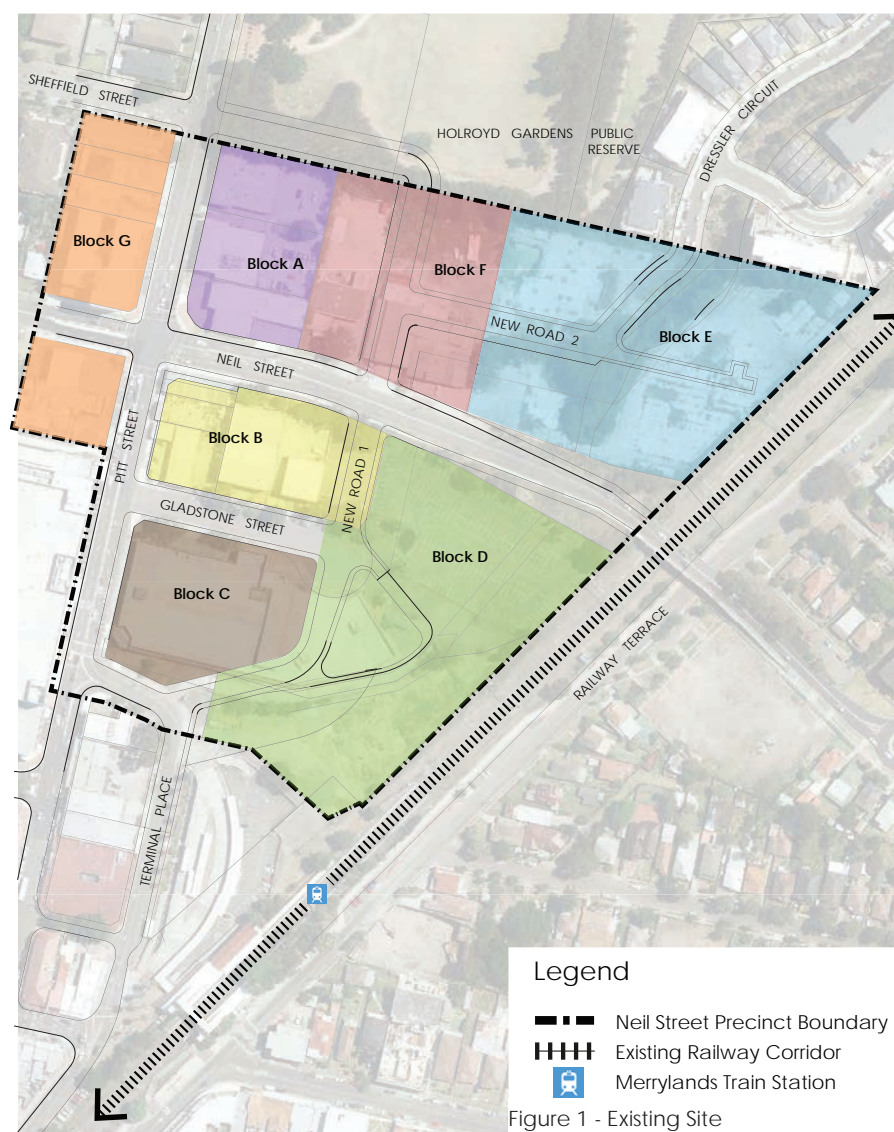 SHEFFIELD STREET
HOLROYD GARDENS PUBLIC
RESERVE
DRESSLER CIRCUIT
Block G
Block A
Block F
NEW ROAD 2
Block E
NEIL STREET
PITT STREET
Block B
NEW ROAD 1
GLADSTONE STREET
Block D
Block C
RAILWAY TERRACE
TERMINAL PLACE
Legend
Neil Street Precinct Boundary
Existing Railway Corridor
Merrylands Train Station
Figure 1 - Existing Site